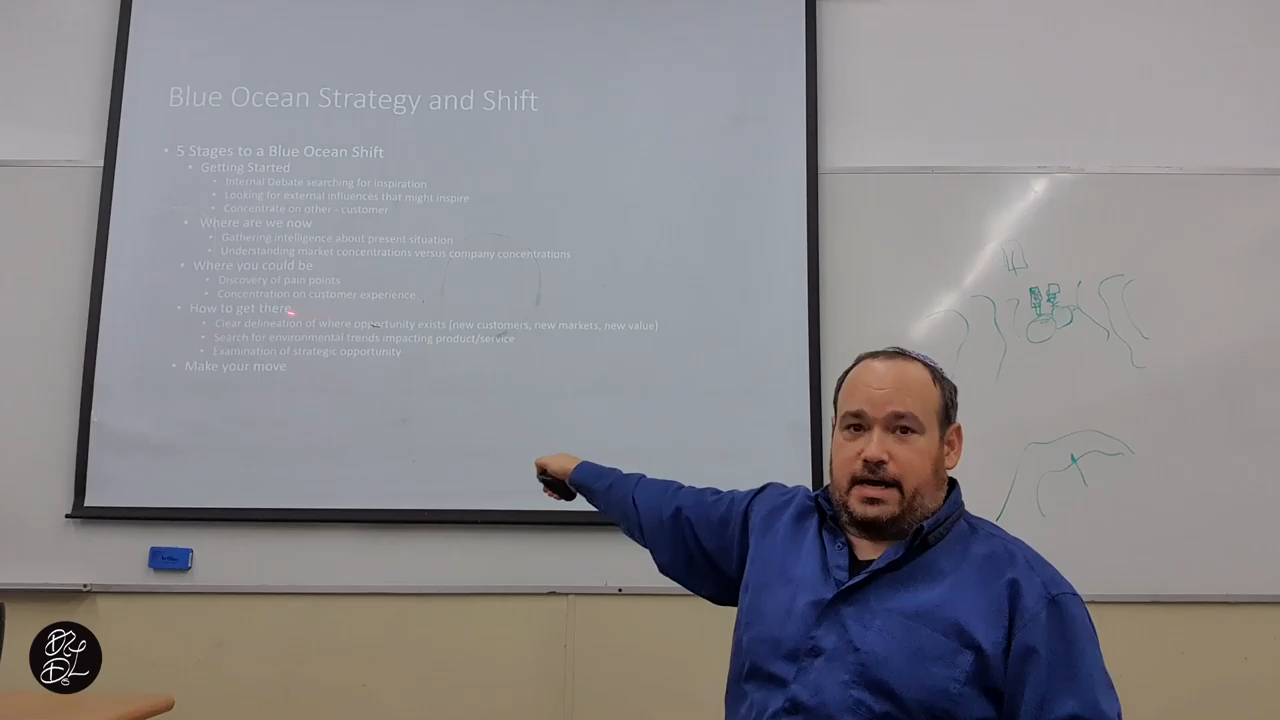 Blue Ocean Strategy and Shift
• 5 Stages to a Blue Ocean Shift
• Getting Started
• Internal Debate searching for inspiration
• Looking for external influences that might inspire
• Concentrate on other - customer
• Where are we now
• Gathering intelligence about present situation
• Understanding market concentrations versus company concentrations
• Where you could be
• Discovery of pain points
• Concentration on customer experience
• How to get there
• Clear delineation of where opportunity exists (new customers, new markets, new value)
• Search for environmental trends impacting product/service
• Examination of strategic opportunity
• Make your move